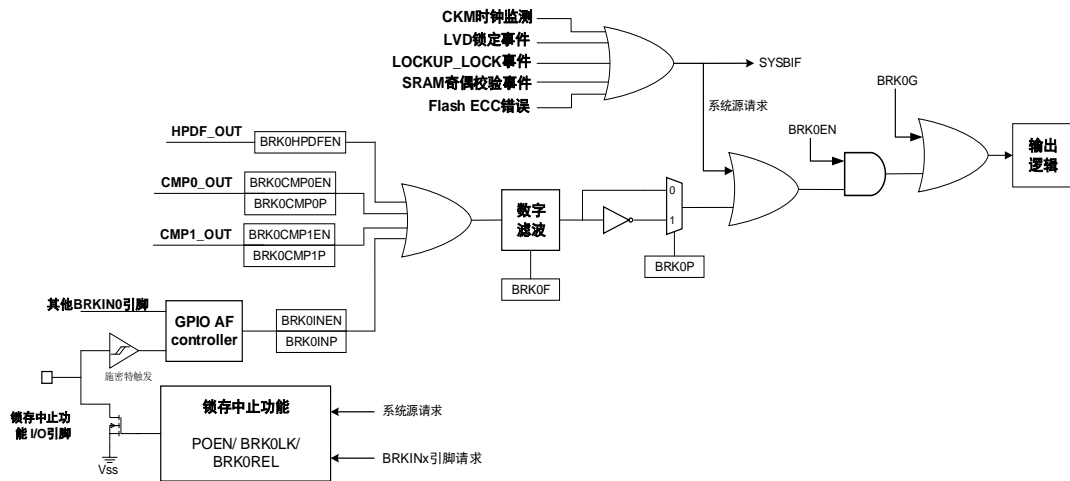 CKM时钟监测
LVD锁定事件
LOCKUP_LOCK事件
SRAM奇偶校验事件
Flash ECC错误
SYSBIF
系统源请求
BRK0G
BRK0EN
输出
逻辑
HPDF_OUT
BRK0HPDFEN
CMP0_OUT
BRK0CMP0EN
BRK0CMP0P
CMP1_OUT
BRK0CMP1EN
BRK0CMP1P
数字
滤波
0
1
BRK0F
BRK0P
其他BRKIN0引脚
GPIO AF
controller
BRK0INEN
BRK0INP
施密特触发
锁存中止功
能 I/O引脚
Vss
锁存中止功能
POEN/ BRK0LK/
BRK0REL
系统源请求
BRKINx引脚请求